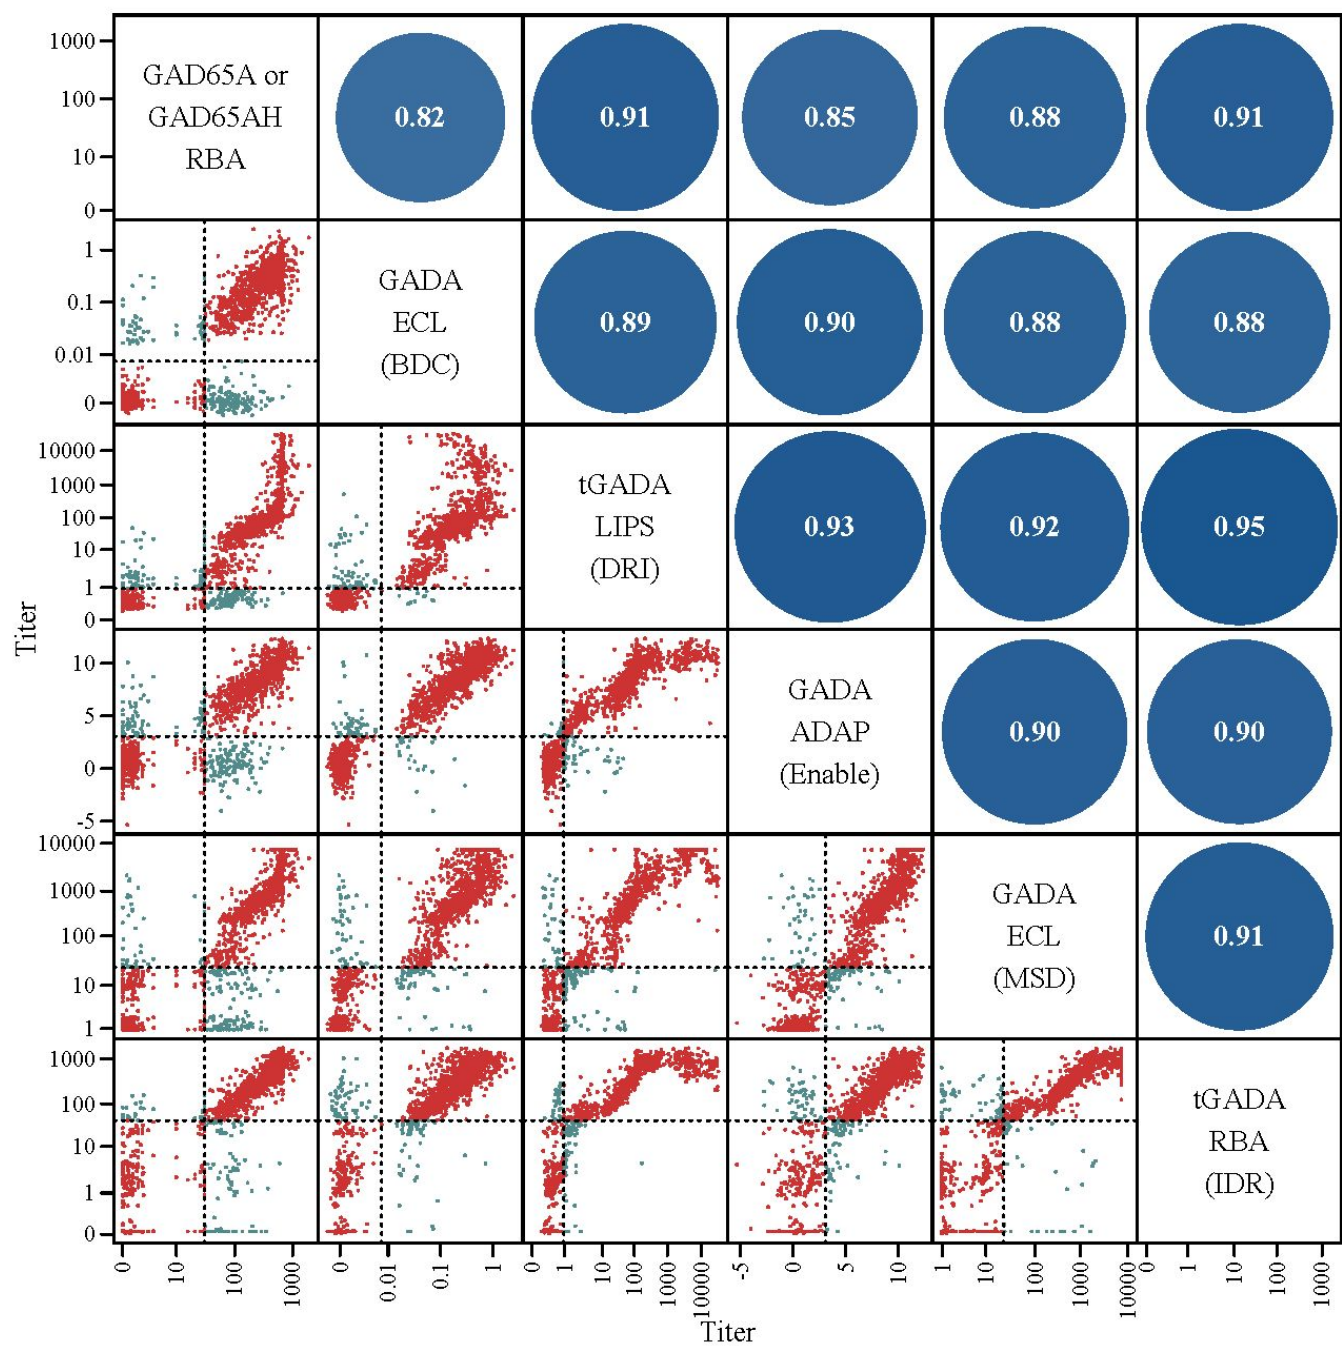 1000
100
10
0
GAD65A or
GAD65AH
RBA
0.82
0.91
0.85
0.88
0.91
1
0.1
0.01
0
GADA
ECL
(BDC)
0.89
0.90
0.88
0.88
10000
1000
100
10
1
0
tGADA
LIPS
(DRI)
0.93
0.92
0.95
Titer
10
5
0
-5
GADA
ADAP
(Enable)
0.90
0.90
10000
1000
100
10
1
GADA
ECL
(MSD)
0.91
1000
100
10
1
0
tGADA
RBA
(IDR)
0 10 100 1000
0 0.01 0.1 1
0 1 10 100 1000 10000
-5 0 5 10
1 10 100 1000 10000
0 1 10 100 1000
Titer